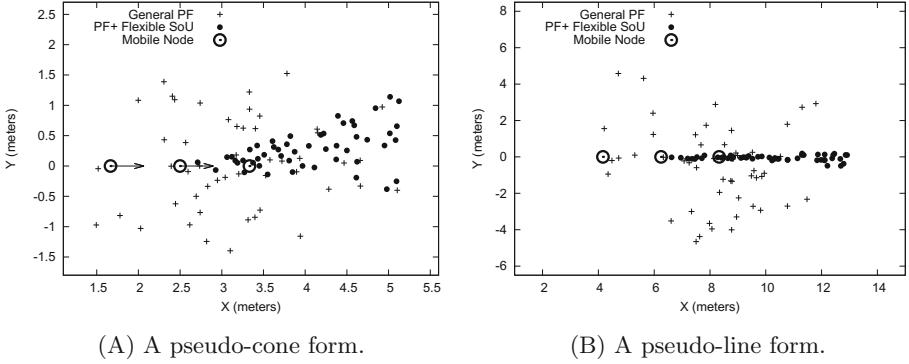 General PF
PF+ Flexible SoU
Mobile Node
2.5
2
1.5
1
0.5
0
-0.5
-1
-1.5
Y (meters)
1.5
2
2.5
3
3.5
4
4.5
5
5.5
X (meters)
(A) A pseudo-cone form.
General PF
PF+ Flexible SoU
Mobile Node
8
6
4
2
0
-2
-4
-6
Y (meters)
2
4
6
8
10
12
14
X (meters)
(B) A pseudo-line form.